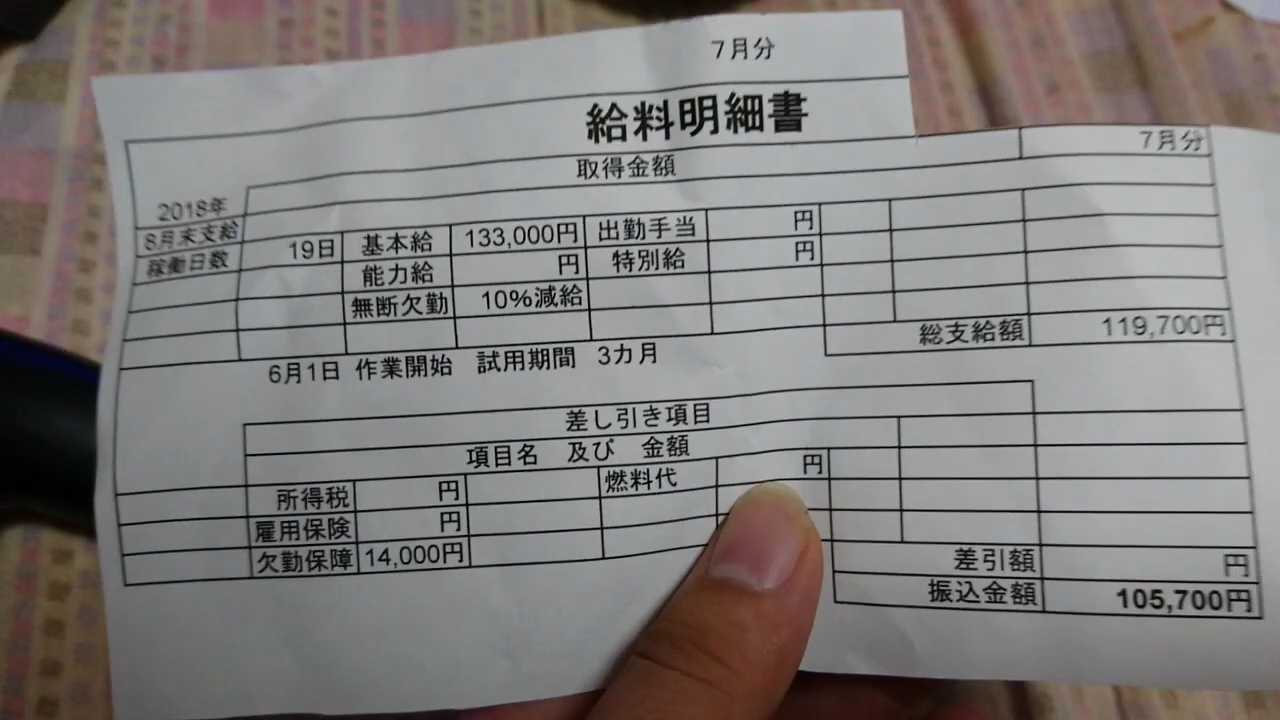 7月分
給料明細書
7月分
取得金額
2018年
8月末支給
稼働日数 19日 基本給 133,000円 出勤手当 円
能力給 円 特別給 円
無断欠勤 10%減給
総支給額 119,700円
6月1日 作業開始 試用期間 3カ月
差し引き項目
項目名 及び 金額
所得税 円 燃料代 円
雇用保険 円
欠勤保障 14,000円
差引額 円
振込金額 105,700円